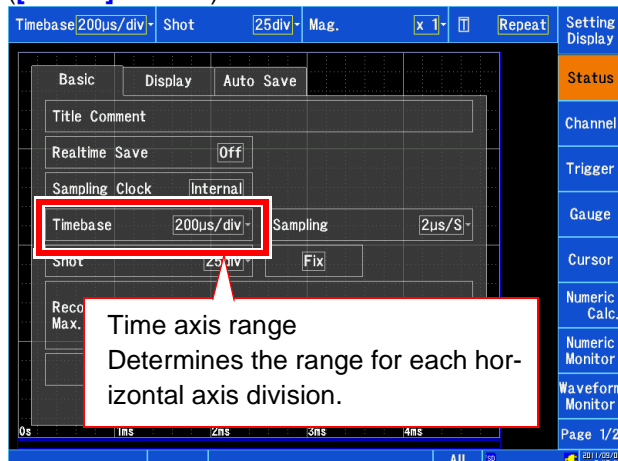 Timebase 200µs/div Shot 25div Mag. x 1 Repeat
Setting
Display
Basic Display Auto Save
Status
Title Comment
Channel
Realtime Save Off
Trigger
Sampling Clock Internal
Gauge
Timebase 200µs/div Sampling 2µs/S
Cursor
Shot 25div Fix
Numeric
Calc.
Reco
Max.
Time axis range
Determines the range for each hor-
izontal axis division.
Numeric
Monitor
Waveform
Monitor
0s 1ms 2ms 3ms 4ms
Page 1/2
All SD